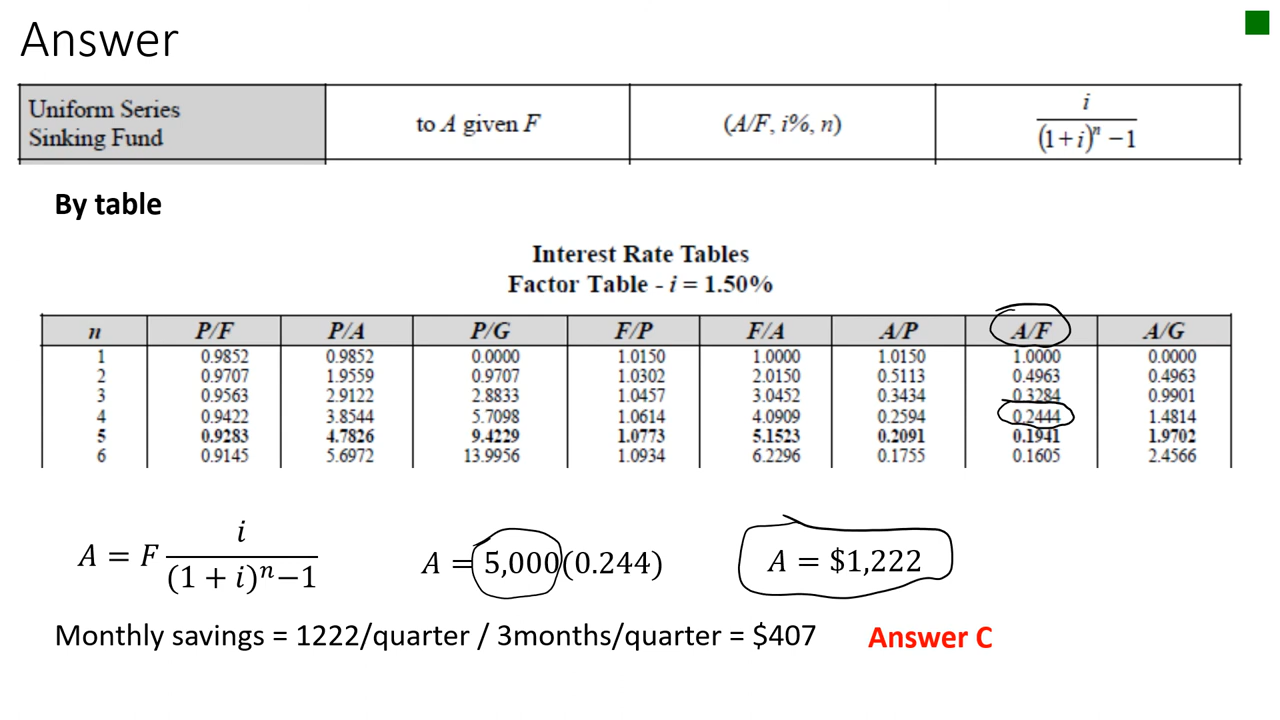 Answer
Uniform Series
Sinking Fund
to A given F
(A/F, i%, n)
i
(1+i)ⁿ −1
By table
Interest Rate Tables
Factor Table - i = 1.50%
n P/F P/A P/G F/P F/A A/P A/F A/G
1 0.9852 0.9852 0.0000 1.0150 1.0000 1.0150 1.0000 0.0000
2 0.9707 1.9559 0.9707 1.0302 2.0150 0.5113 0.4963 0.4963
3 0.9563 2.9122 2.8833 1.0457 3.0452 0.3434 0.3284 0.9901
4 0.9422 3.8544 5.7098 1.0614 4.0909 0.2594 0.2444 1.4814
5 0.9283 4.7826 9.4229 1.0773 5.1523 0.2091 0.1941 1.9702
6 0.9145 5.6972 13.9956 1.0934 6.2296 0.1755 0.1605 2.4566
A = F i
(1 + i)ⁿ−1
A = 5,000(0.244)
A = $1,222
Monthly savings = 1222/quarter / 3months/quarter = $407
Answer C